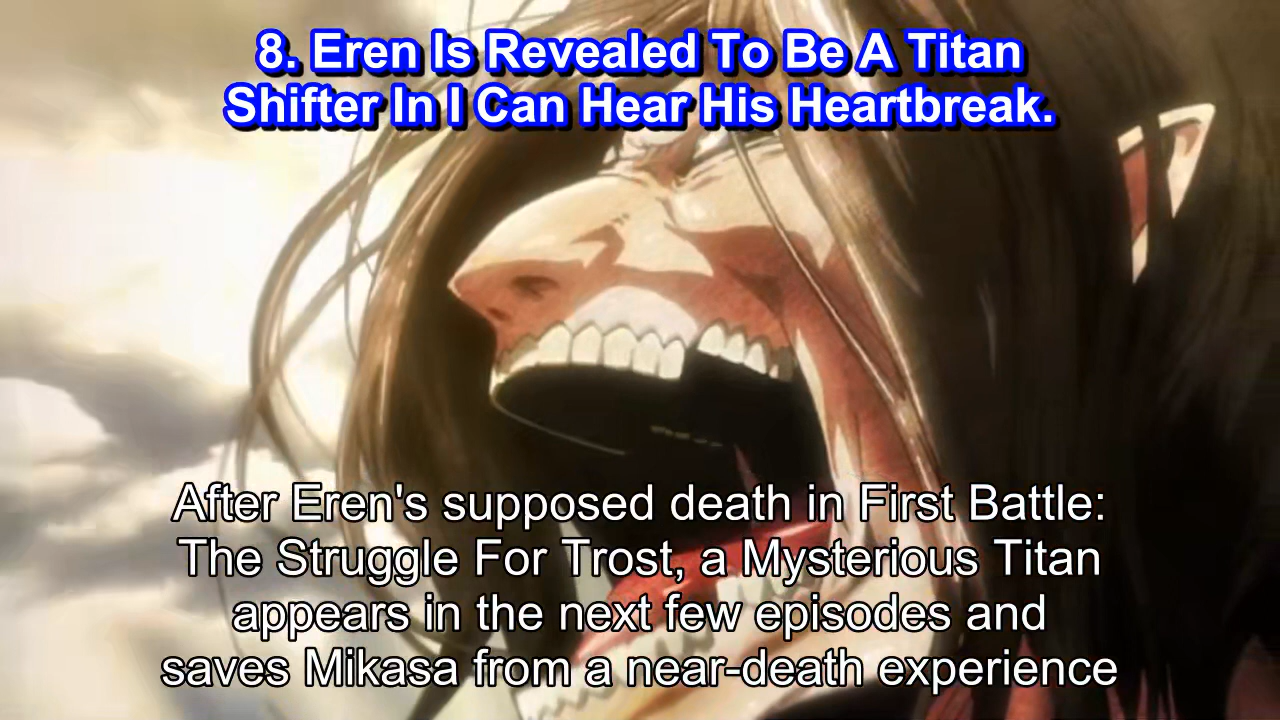 8. Eren Is Revealed To Be A Titan
Shifter In I Can Hear His Heartbreak.
After Eren's supposed death in First Battle:
The Struggle For Trost, a Mysterious Titan
appears in the next few episodes and
saves Mikasa from a near-death experience